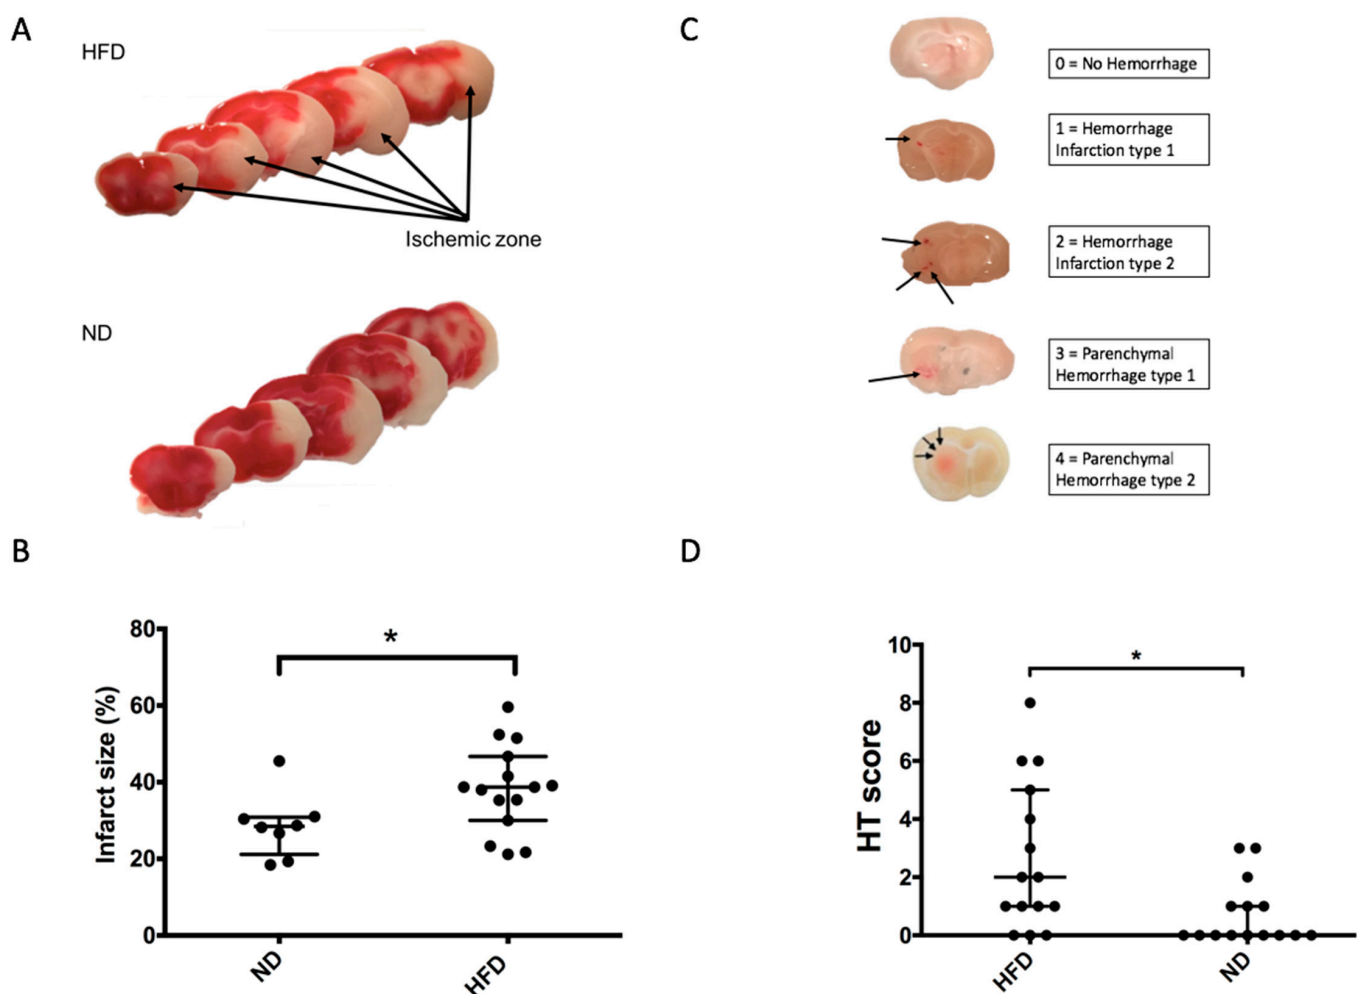 A
HFD
Ischemic zone
ND
C
0 = No Hemorrhage
1 = Hemorrhage
Infarction type 1
2 = Hemorrhage
Infarction type 2
3 = Parenchymal
Hemorrhage type 1
4 = Parenchymal
Hemorrhage type 2
B
80
60
40
20
0
Infarct size (%)
*
ND
HFD
D
10
8
6
4
2
0
HT score
*
HFD
ND